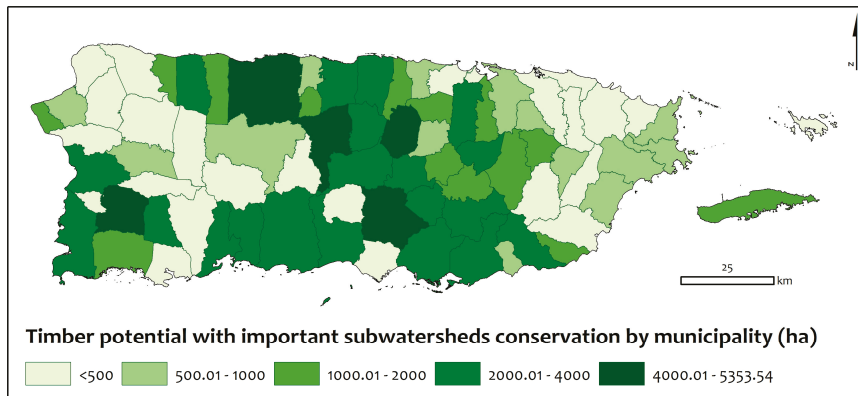 N
25
km
Timber potential with important subwatersheds conservation by municipality (ha)
<500 500.01 - 1000 1000.01 - 2000 2000.01 - 4000 4000.01 - 5353.54